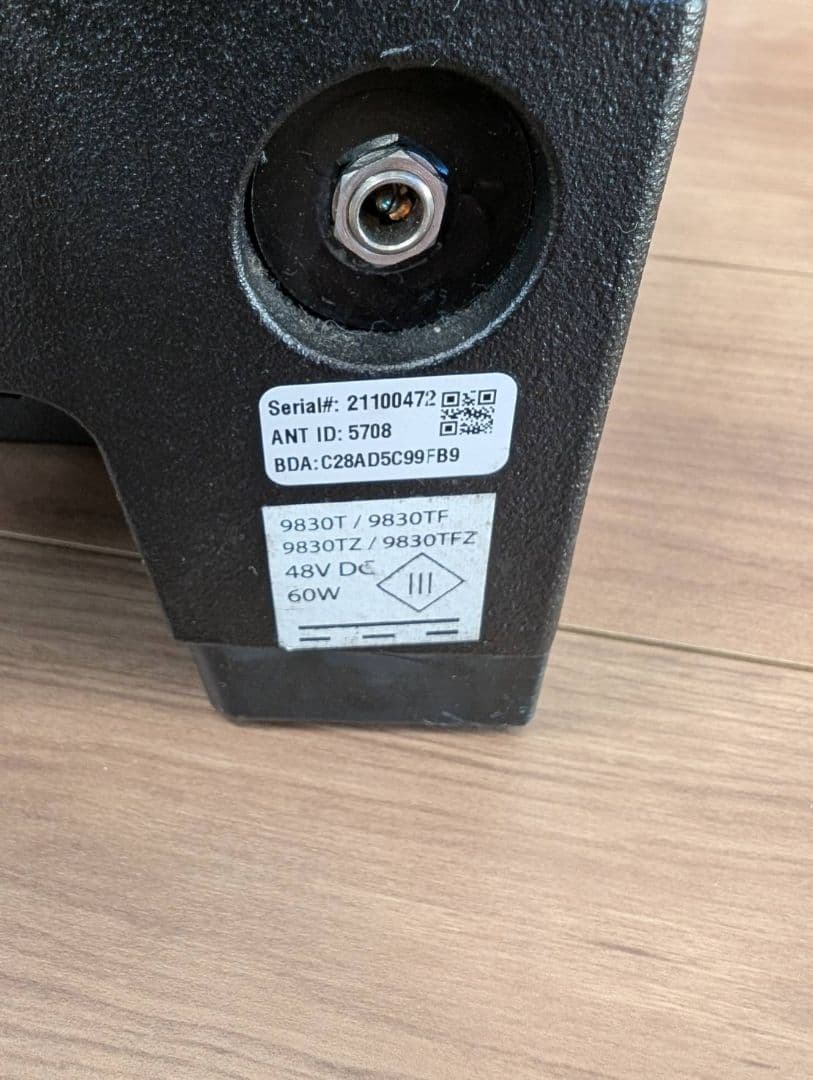 Serial#: 21100472
ANT ID: 5708
BDA:C28AD5C99FB9
9830T / 9830TF
9830TZ / 9830TFZ
48V DC
60W